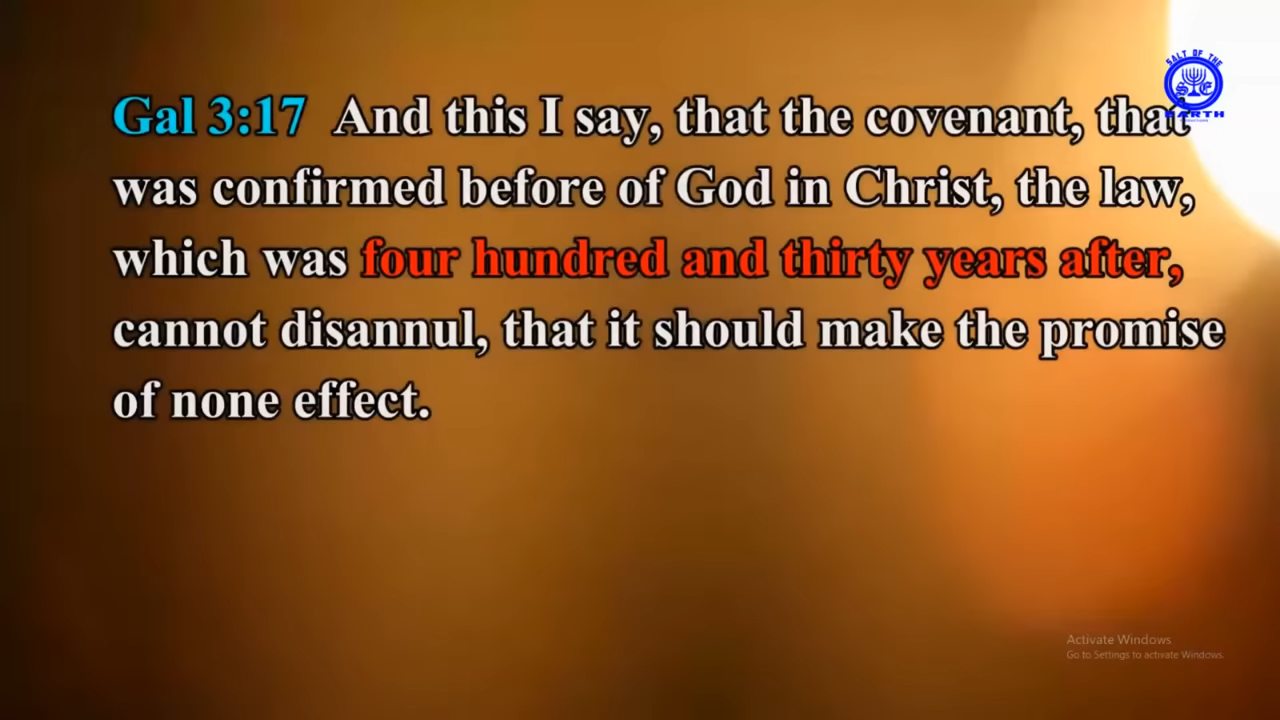 Gal 3:17 And this I say, that the covenant, that
was confirmed before of God in Christ, the law,
which was four hundred and thirty years after,
cannot disannul, that it should make the promise
of none effect.
SALT OF THE
S E
EARTH
Activate Windows
Go to Settings to activate Windows.